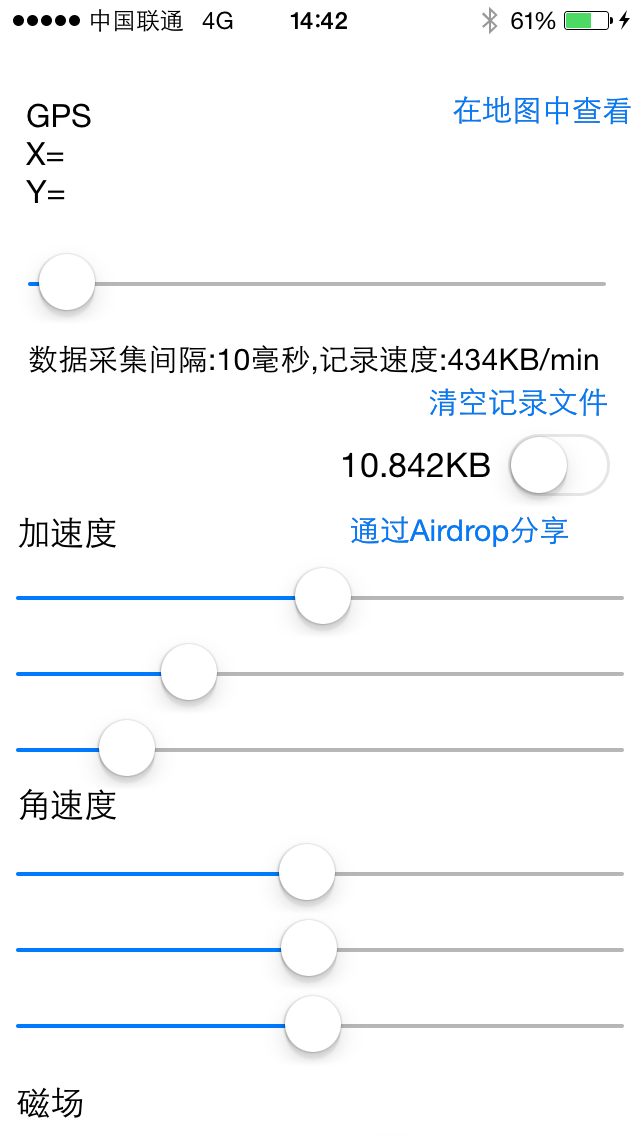 中国联通 4G 14:42 61%
GPS 在地图中查看
X=
Y=
数据采集间隔:10毫秒,记录速度:434KB/min
清空记录文件
10.842KB
加速度 通过Airdrop分享
角速度
磁场